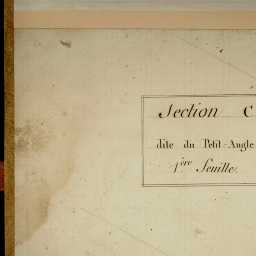 Section C
dite du Petit-Angle
1ère feuille.